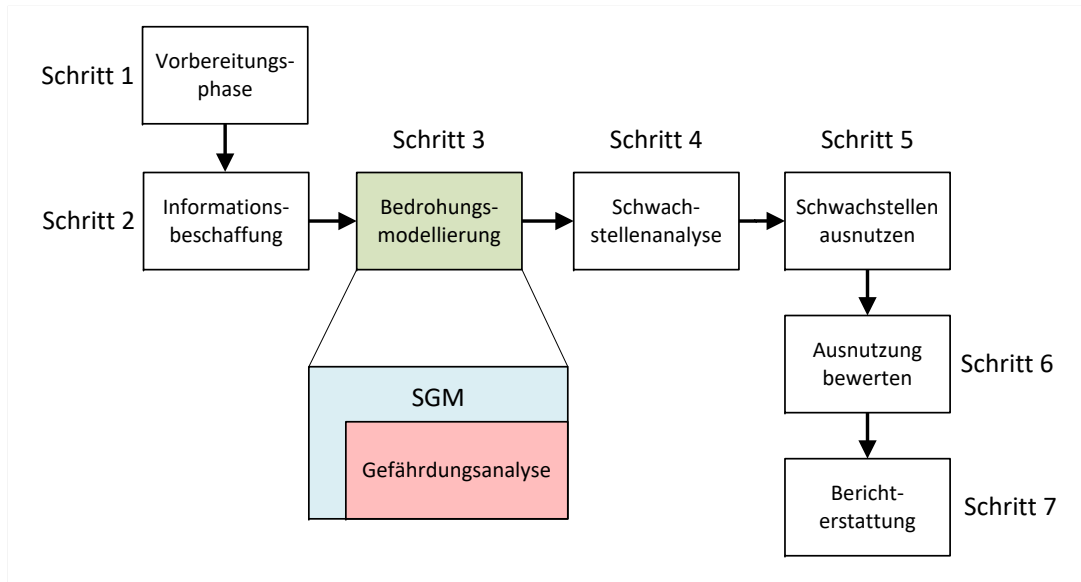 Schritt 1
Vorbereitungs-
phase
Schritt 2
Informations-
beschaffung
Schritt 3
Bedrohungs-
modellierung
Schritt 4
Schwach-
stellenanalyse
Schritt 5
Schwachstellen
ausnutzen
SGM
Gefährdungsanalyse
Ausnutzung
bewerten
Schritt 6
Bericht-
erstattung
Schritt 7